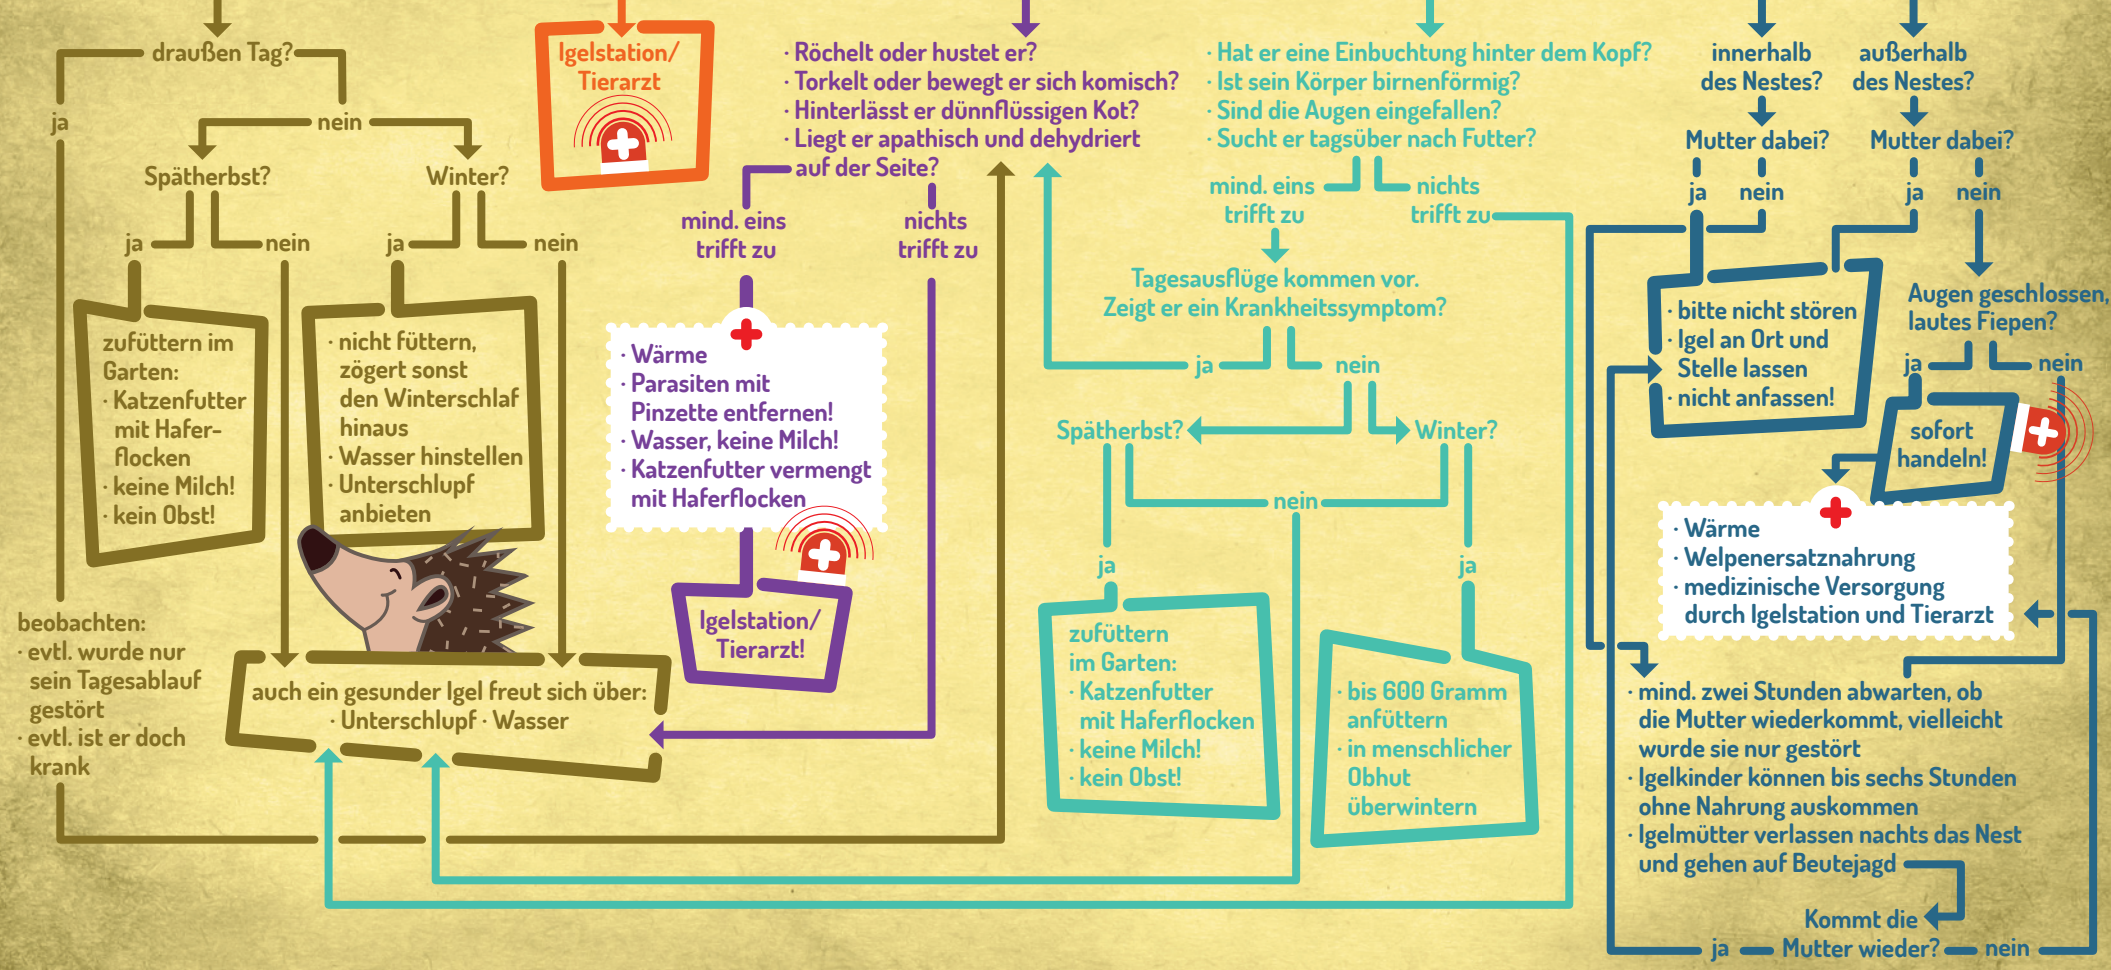 draußen Tag?
ja
nein
Spätherbst?
Winter?
ja
nein
ja
nein
zufüttern im
Garten:
· Katzenfutter
mit Hafer-
flocken
· keine Milch!
· kein Obst!
· nicht füttern,
zögert sonst
den Winterschlaf
hinaus
· Wasser hinstellen
· Unterschlupf
anbieten
beobachten:
· evtl. wurde nur
sein Tagesablauf
gestört
· evtl. ist er doch
krank
auch ein gesunder Igel freut sich über:
· Unterschlupf · Wasser
Igelstation/
Tierarzt
· Röchelt oder hustet er?
· Torkelt oder bewegt er sich komisch?
· Hinterlässt er dünnflüssigen Kot?
· Liegt er apathisch und dehydriert
auf der Seite?
mind. eins
trifft zu
nichts
trifft zu
· Wärme
· Parasiten mit
Pinzette entfernen!
· Wasser, keine Milch!
· Katzenfutter vermengt
mit Haferflocken
Igelstation/
Tierarzt!
· Hat er eine Einbuchtung hinter dem Kopf?
· Ist sein Körper birnenförmig?
· Sind die Augen eingefallen?
· Sucht er tagsüber nach Futter?
mind. eins
trifft zu
nichts
trifft zu
Tagesausflüge kommen vor.
Zeigt er ein Krankheitssymptom?
ja
nein
Spätherbst?
Winter?
nein
ja
ja
zufüttern
im Garten:
· Katzenfutter
mit Haferflocken
· keine Milch!
· kein Obst!
· bis 600 Gramm
anfüttern
· in menschlicher
Obhut
überwintern
innerhalb
des Nestes?
außerhalb
des Nestes?
Mutter dabei?
Mutter dabei?
ja
nein
ja
nein
· bitte nicht stören
· Igel an Ort und
Stelle lassen
· nicht anfassen!
Augen geschlossen,
lautes Fiepen?
ja
nein
sofort
handeln!
· Wärme
· Welpenersatznahrung
· medizinische Versorgung
durch Igelstation und Tierarzt
· mind. zwei Stunden abwarten, ob
die Mutter wiederkommt, vielleicht
wurde sie nur gestört
· Igelkinder können bis sechs Stunden
ohne Nahrung auskommen
· Igelmütter verlassen nachts das Nest
und gehen auf Beutejagd
Kommt die
Mutter wieder?
ja
nein